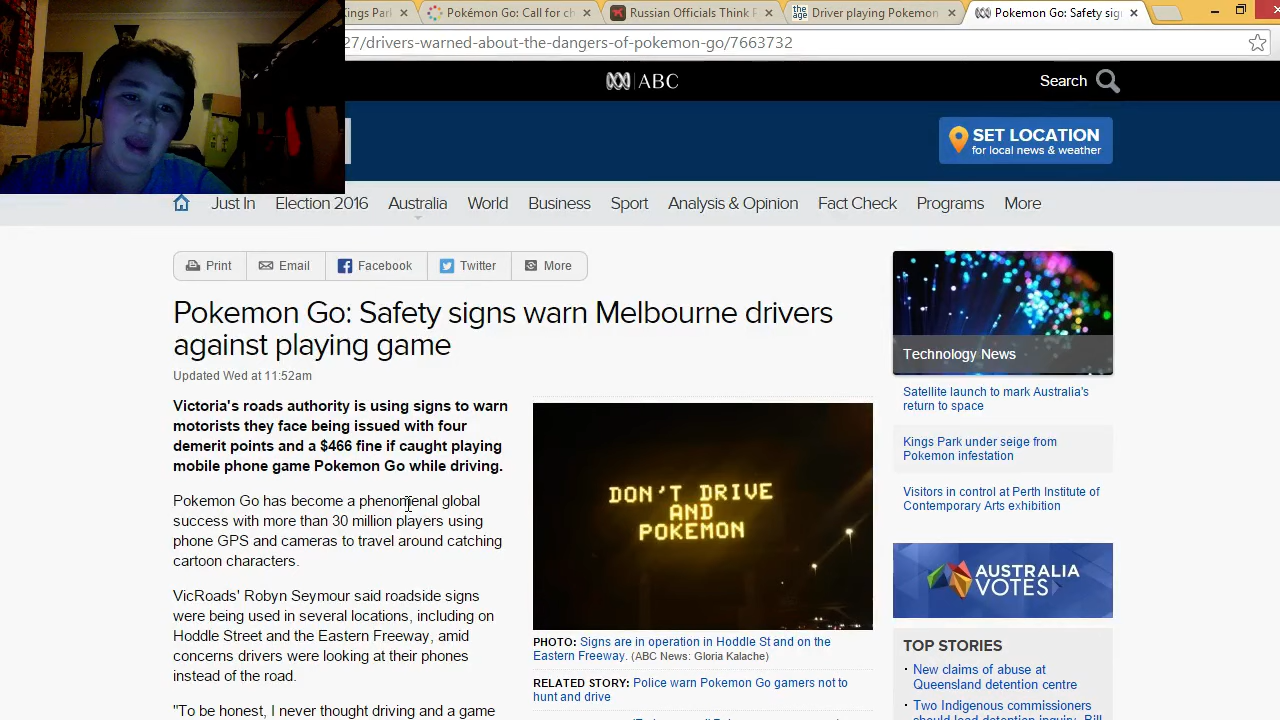 ings Park
Pokémon Go: Call for ch
Russian Officials Think P
the age Driver playing Pokemon
Pokemon Go: Safety sig
27/drivers-warned-about-the-dangers-of-pokemon-go/7663732
ABC
Search
SET LOCATION
for local news & weather
Just In Election 2016 Australia World Business Sport Analysis & Opinion Fact Check Programs More
Print Email Facebook Twitter More
Pokemon Go: Safety signs warn Melbourne drivers
against playing game
Updated Wed at 11:52am
Victoria's roads authority is using signs to warn
motorists they face being issued with four
demerit points and a $466 fine if caught playing
mobile phone game Pokemon Go while driving.
Pokemon Go has become a phenomenal global
success with more than 30 million players using
phone GPS and cameras to travel around catching
cartoon characters.
VicRoads' Robyn Seymour said roadside signs
were being used in several locations, including on
Hoddle Street and the Eastern Freeway, amid
concerns drivers were looking at their phones
instead of the road.
"To be honest, I never thought driving and a game
DON'T DRIVE
AND
POKEMON
PHOTO: Signs are in operation in Hoddle St and on the
Eastern Freeway. (ABC News: Gloria Kalache)
RELATED STORY: Police warn Pokemon Go gamers not to
hunt and drive
Technology News
Satellite launch to mark Australia's
return to space
Kings Park under seige from
Pokemon infestation
Visitors in control at Perth Institute of
Contemporary Arts exhibition
AUSTRALIA
VOTES
TOP STORIES
New claims of abuse at
Queensland detention centre
Two Indigenous commissioners
should lead detention inquiry, Bill